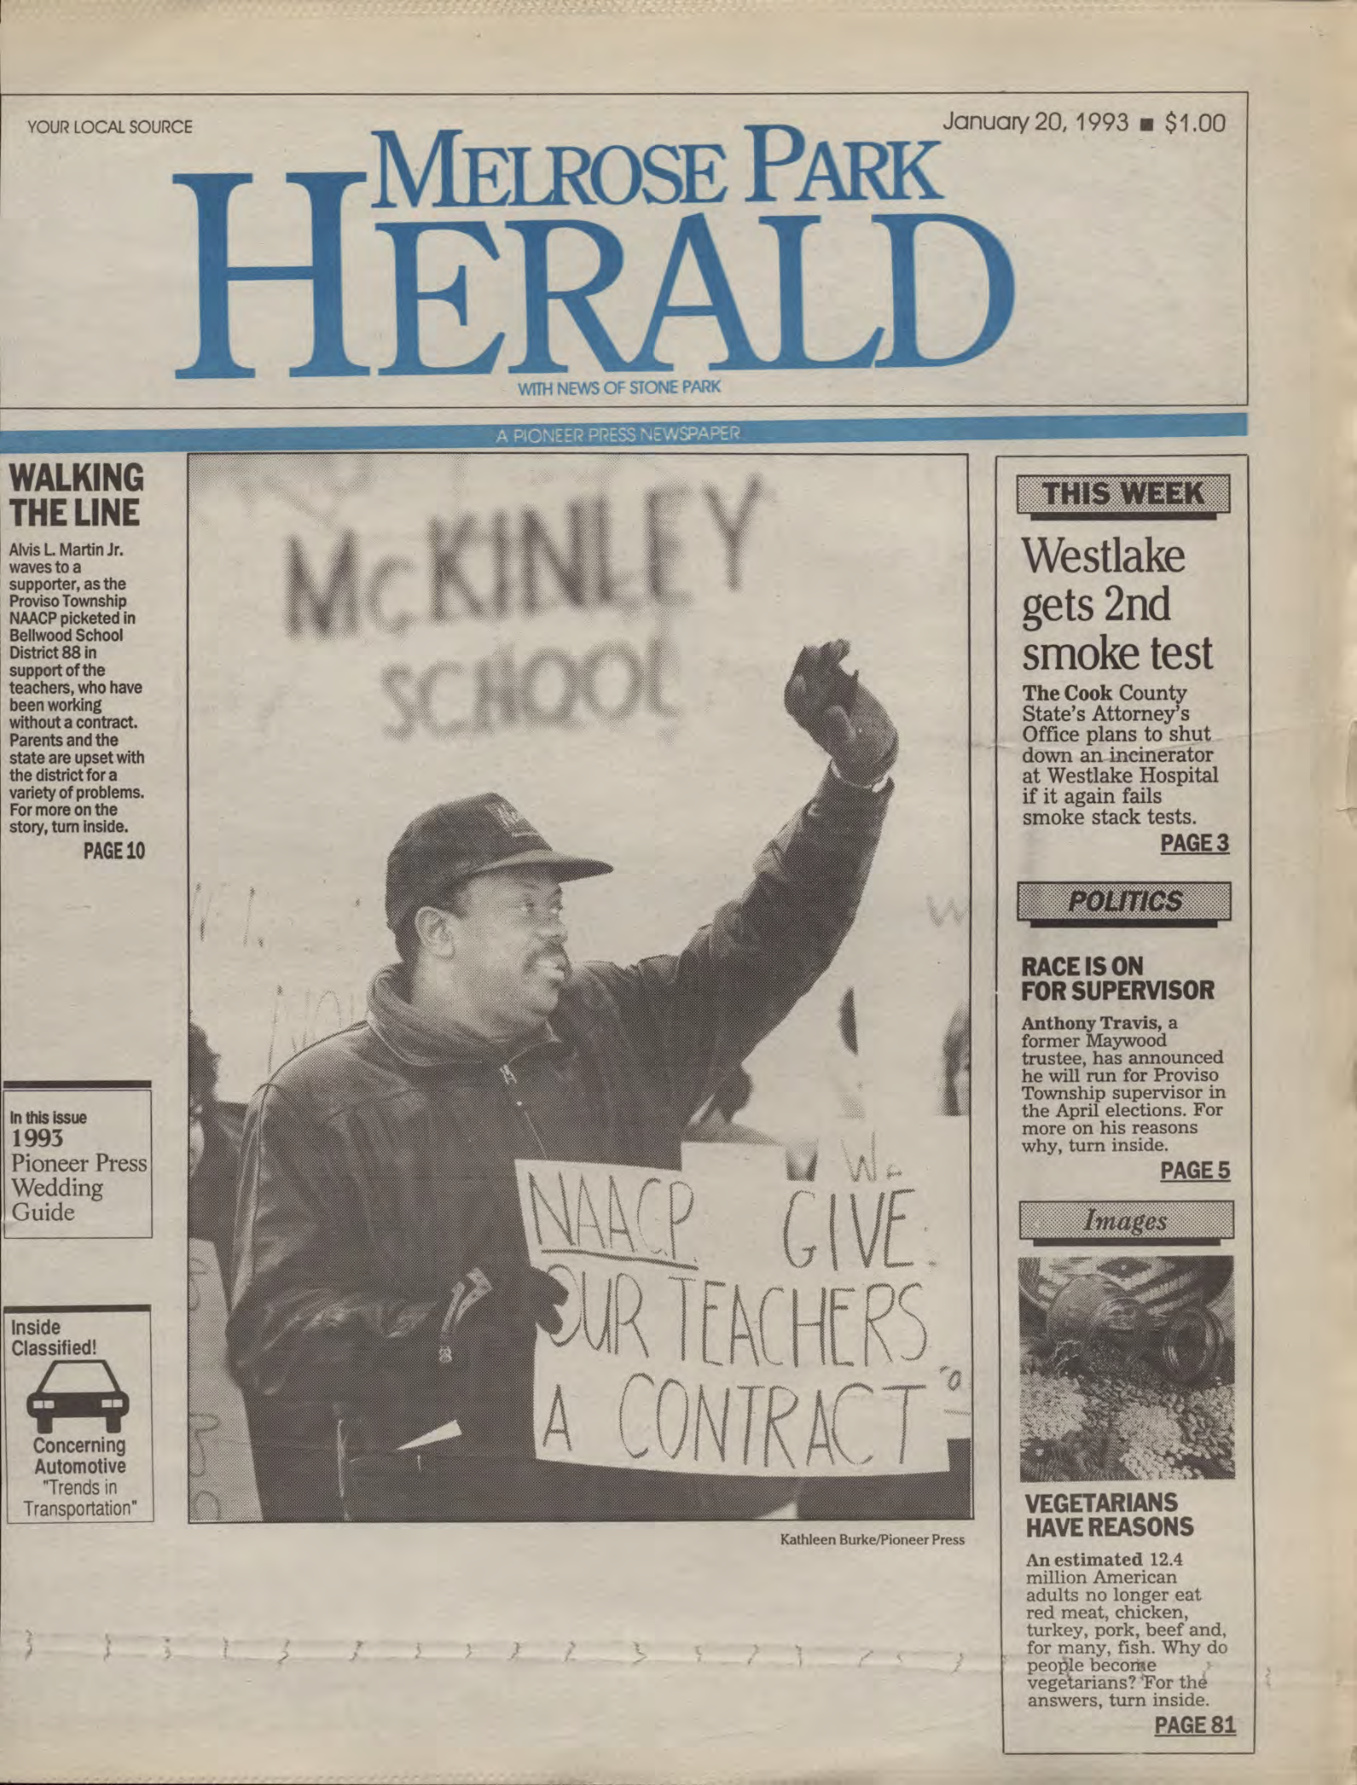 YOUR LOCAL SOURCE
January 20, 1993 ■ $1.00
MELROSE PARK
HERALD
WITH NEWS OF STONE PARK
A PIONEER PRESS NEWSPAPER
WALKING
THE LINE
Alvis L. Martin Jr.
waves to a
supporter, as the
Proviso Township
NAACP picketed in
Bellwood School
District 88 in
support of the
teachers, who have
been working
without a contract.
Parents and the
state are upset with
the district for a
variety of problems.
For more on the
story, turn inside.
PAGE 10
In this issue
1993
Pioneer Press
Wedding
Guide
Inside
Classified!
Concerning
Automotive
"Trends in
Transportation"
McKINLEY
SCHOOL
We
NAACP GIVE
OUR TEACHERS
A CONTRACT
Kathleen Burke/Pioneer Press
THIS WEEK
Westlake
gets 2nd
smoke test
The Cook County
State's Attorney's
Office plans to shut
down an incinerator
at Westlake Hospital
if it again fails
smoke stack tests.
PAGE 3
POLITICS
RACE IS ON
FOR SUPERVISOR
Anthony Travis, a
former Maywood
trustee, has announced
he will run for Proviso
Township supervisor in
the April elections. For
more on his reasons
why, turn inside.
PAGE 5
Images
VEGETARIANS
HAVE REASONS
An estimated 12.4
million American
adults no longer eat
red meat, chicken,
turkey, pork, beef and,
for many, fish. Why do
people become
vegetarians? For the
answers, turn inside.
PAGE 81